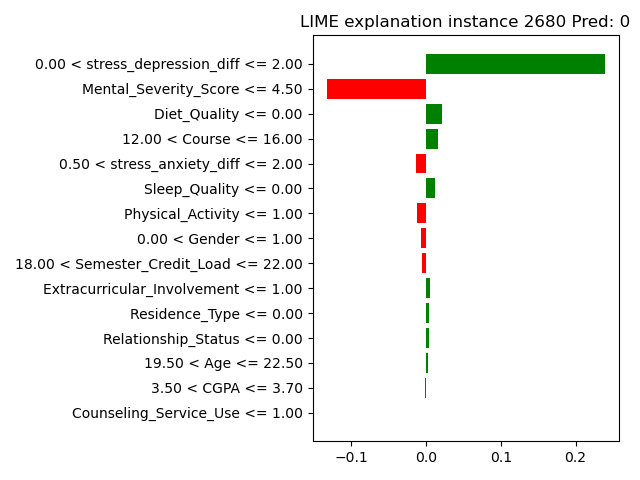 LIME explanation instance 2680 Pred: 0
0.00 < stress_depression_diff <= 2.00
Mental_Severity_Score <= 4.50
Diet_Quality <= 0.00
12.00 < Course <= 16.00
0.50 < stress_anxiety_diff <= 2.00
Sleep_Quality <= 0.00
Physical_Activity <= 1.00
0.00 < Gender <= 1.00
18.00 < Semester_Credit_Load <= 22.00
Extracurricular_Involvement <= 1.00
Residence_Type <= 0.00
Relationship_Status <= 0.00
19.50 < Age <= 22.50
3.50 < CGPA <= 3.70
Counseling_Service_Use <= 1.00
−0.1 0.0 0.1 0.2